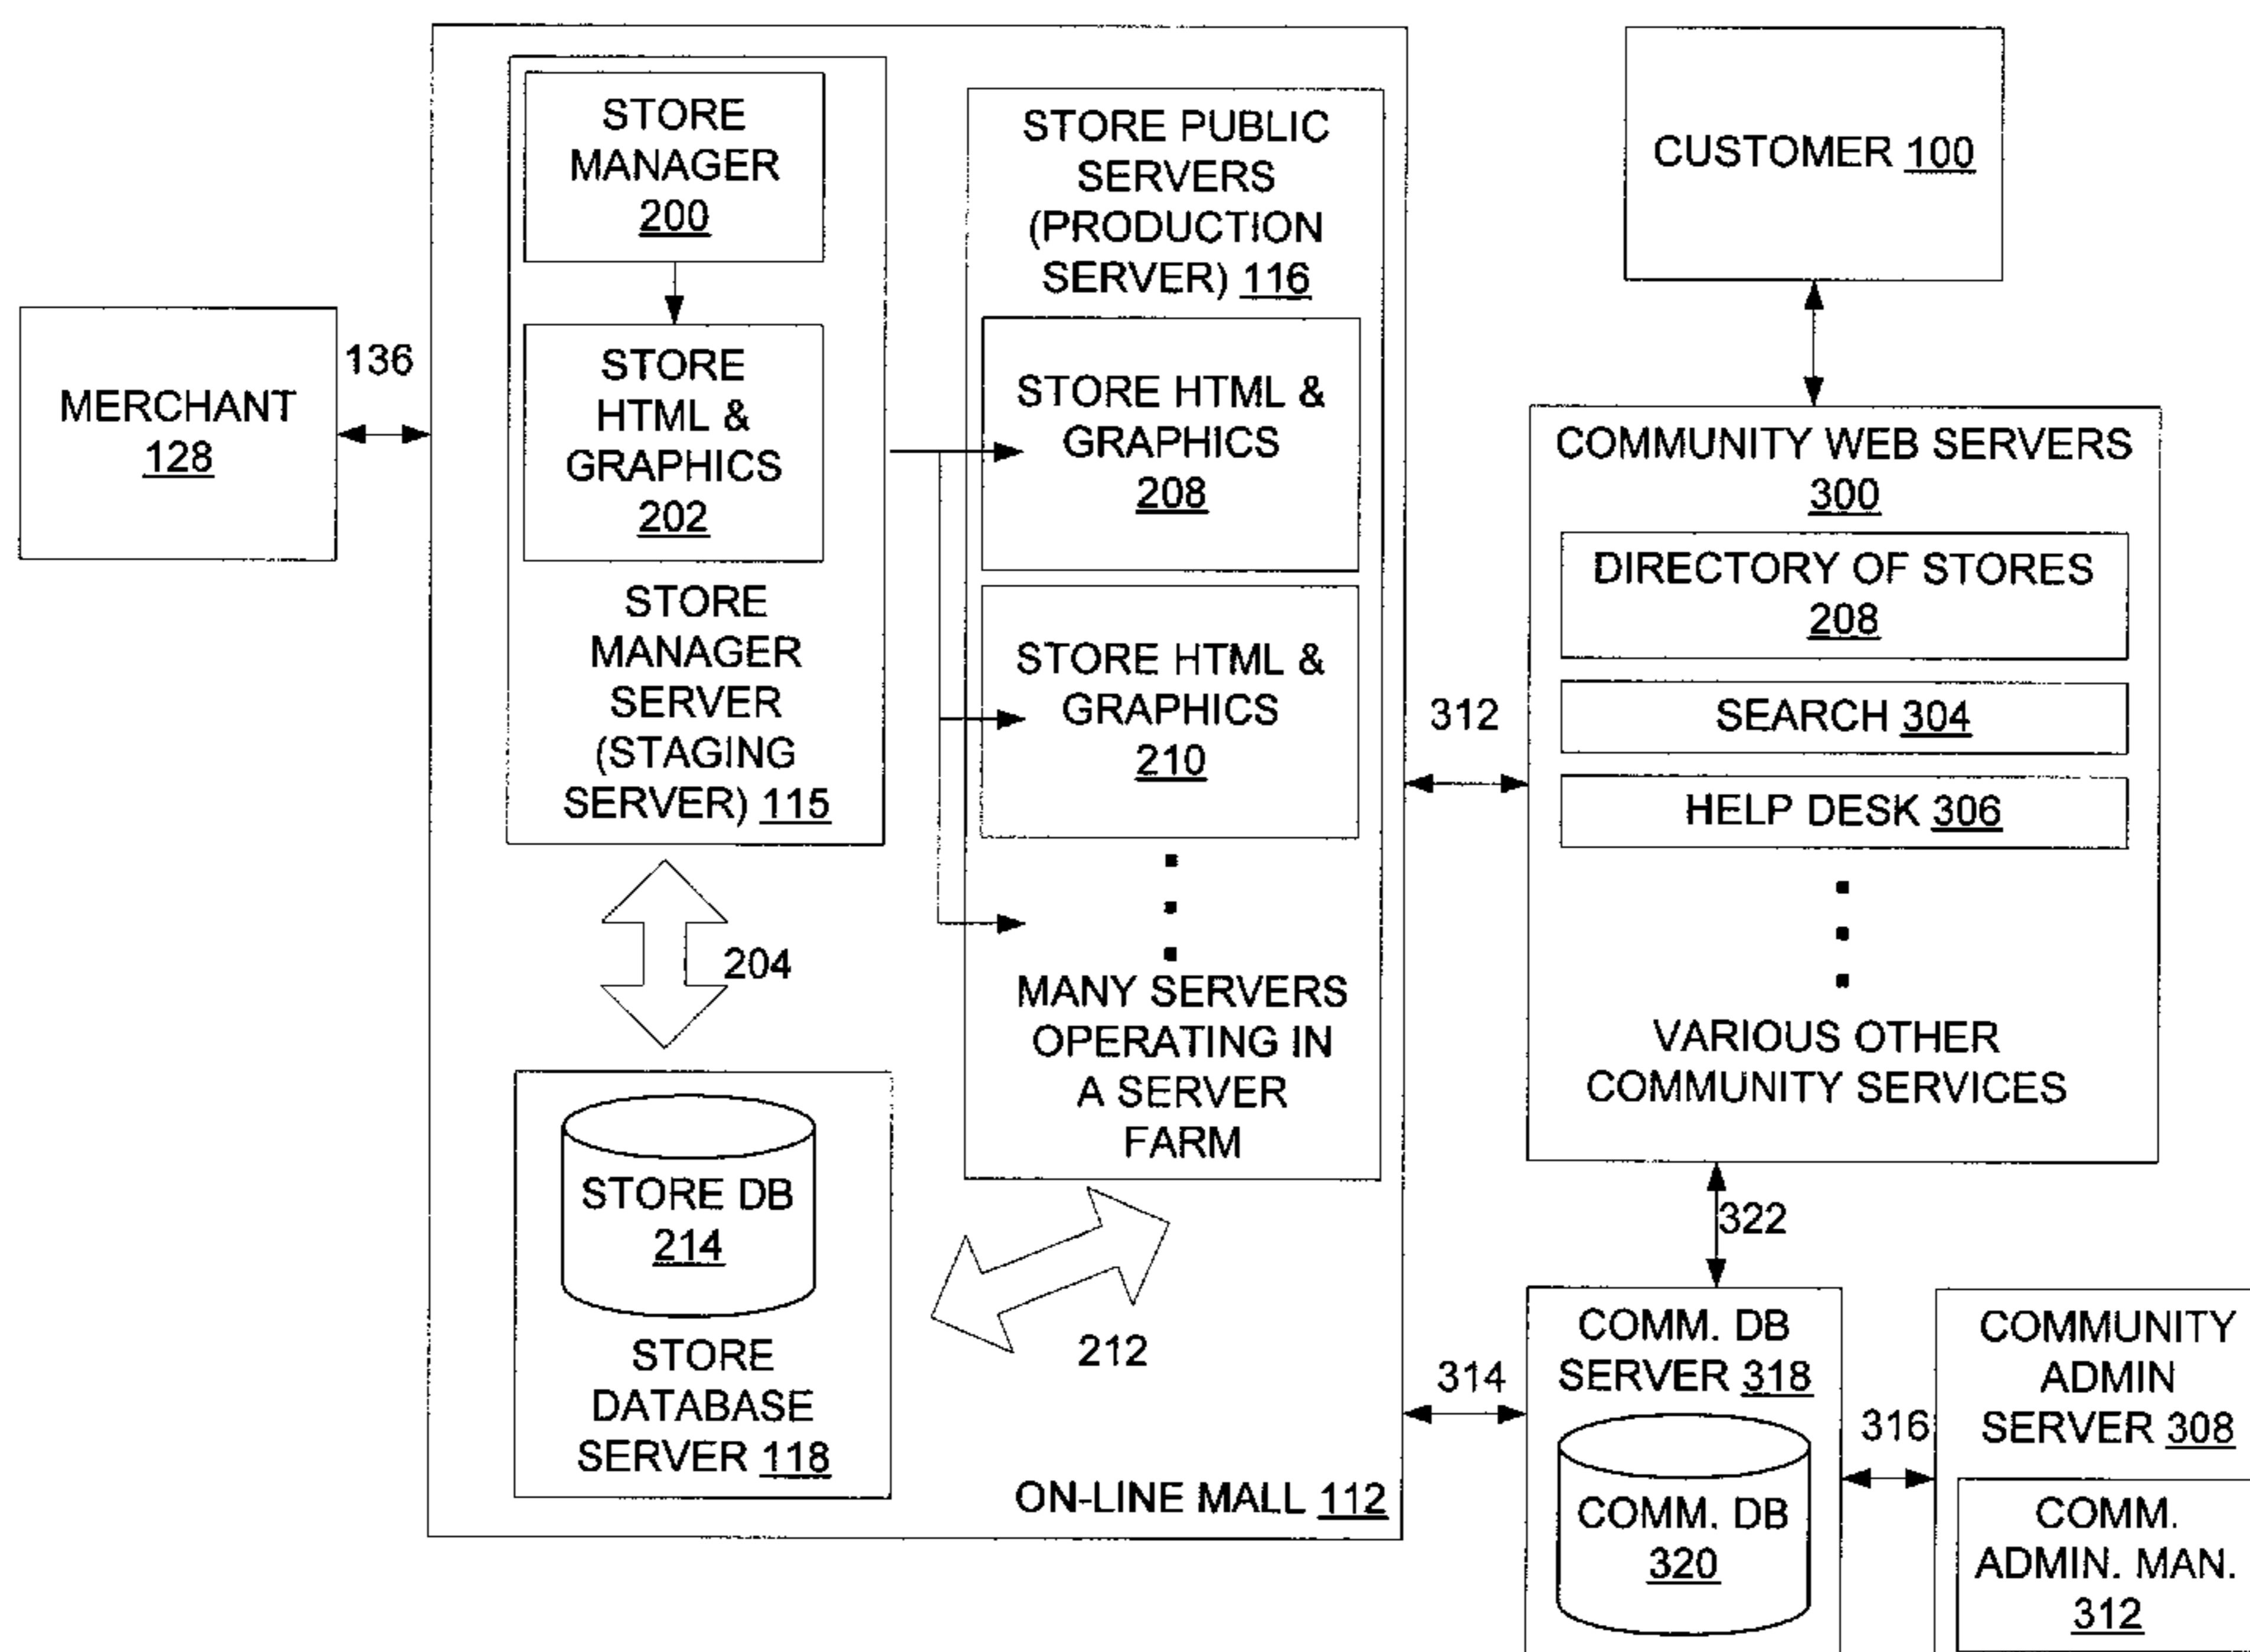 STORE
MANAGER
200
STORE
HTML &
GRAPHICS
202
STORE
MANAGER
SERVER
(STAGING
SERVER) 115
MERCHANT
128
136
204
STORE DB
214
STORE
DATABASE
SERVER 118
STORE PUBLIC
SERVERS
(PRODUCTION
SERVER) 116
STORE HTML &
GRAPHICS
208
STORE HTML &
GRAPHICS
210
MANY SERVERS
OPERATING IN
A SERVER
FARM
212
ON-LINE MALL 112
CUSTOMER 100
COMMUNITY WEB SERVERS
300
DIRECTORY OF STORES
208
SEARCH 304
HELP DESK 306
VARIOUS OTHER
COMMUNITY SERVICES
312
322
314
COMM. DB
SERVER 318
COMM. DB
320
316
COMMUNITY
ADMIN
SERVER 308
COMM.
ADMIN. MAN.
312